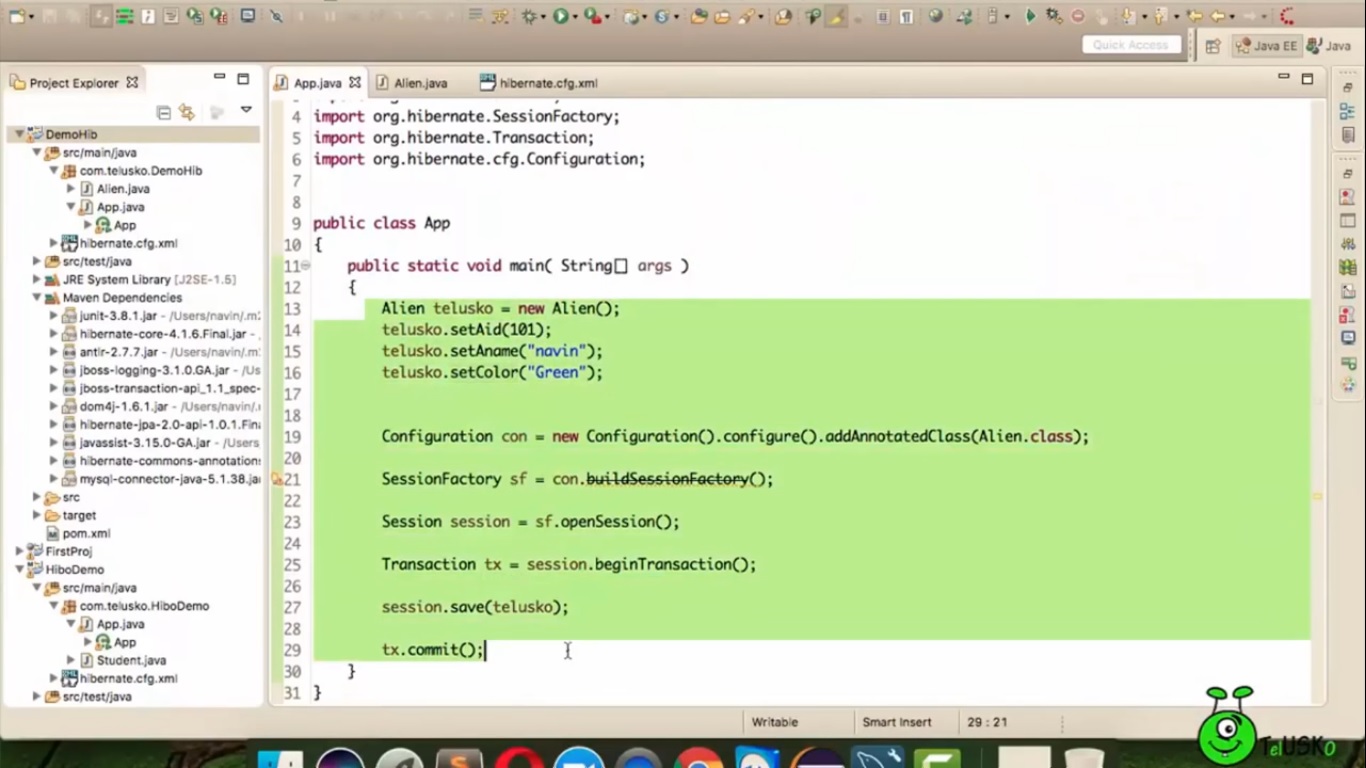 Quick Access
Java EE
Java
Project Explorer
App.java
Alien.java
hibernate.cfg.xml
DemoHib
src/main/java
com.telusko.DemoHib
Alien.java
App.java
App
hibernate.cfg.xml
src/test/java
JRE System Library [J2SE-1.5]
Maven Dependencies
junit-3.8.1.jar - /Users/navin/.m
hibernate-core-4.1.6.Final.jar -
antlr-2.7.7.jar - /Users/navin/.m
jboss-logging-3.1.0.GA.jar -
jboss-transaction-api_1.1_spec-
dom4j-1.6.1.jar - /Users/navin/.
hibernate-jpa-2.0-api-1.0.1.Fina
javassist-3.15.0-GA.jar - /Users
hibernate-commons-annotations
mysql-connector-java-5.1.38.ja
src
target
pom.xml
FirstProj
HiboDemo
src/main/java
com.telusko.HiboDemo
App.java
App
Student.java
hibernate.cfg.xml
src/test/java
4 import org.hibernate.SessionFactory;
5 import org.hibernate.Transaction;
6 import org.hibernate.cfg.Configuration;
7
8
9 public class App
10 {
11 public static void main( String[] args )
12 {
13 Alien telusko = new Alien();
14 telusko.setAid(101);
15 telusko.setAname("navin");
16 telusko.setColor("Green");
17
18
19 Configuration con = new Configuration().configure().addAnnotatedClass(Alien.class);
20
21 SessionFactory sf = con.buildSessionFactory();
22
23 Session session = sf.openSession();
24
25 Transaction tx = session.beginTransaction();
26
27 session.save(telusko);
28
29 tx.commit();
30 }
31 }
Writable
Smart Insert
29 : 21
TelUSKo